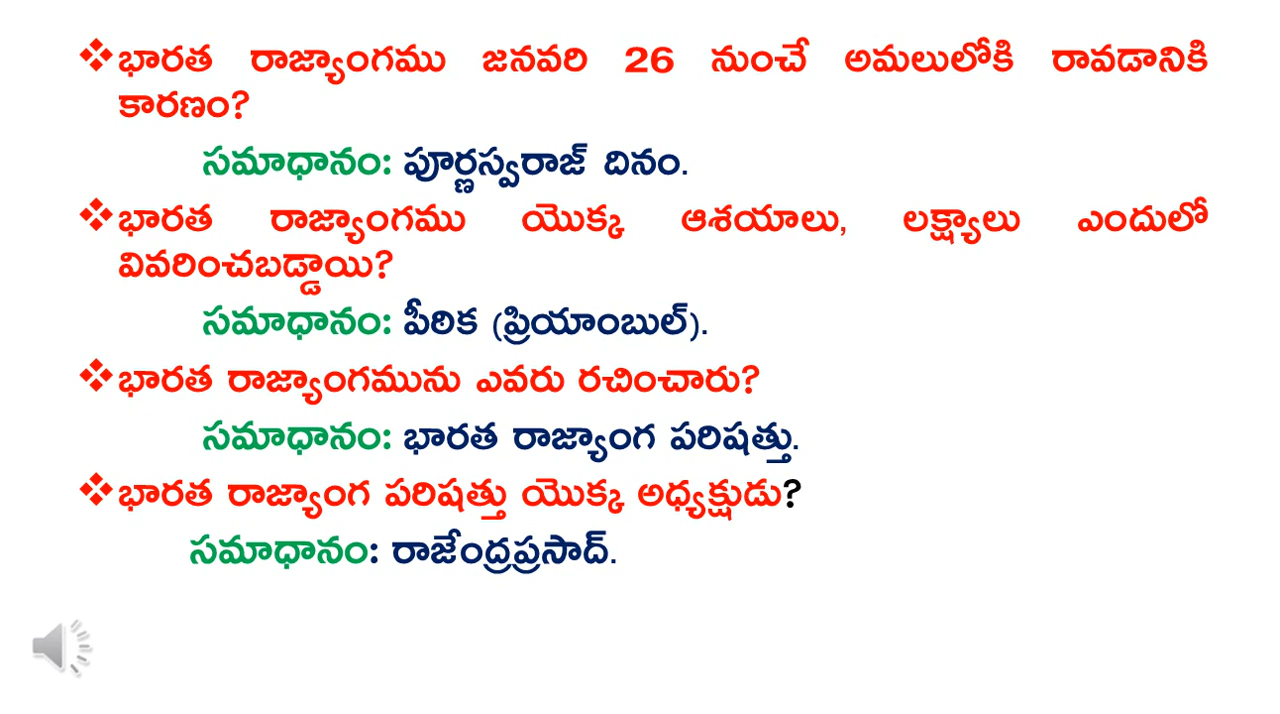 ❖భారత రాజ్యాంగము జనవరి 26 నుంచే అమలులోకి రావడానికి
కారణం?
సమాధానం: పూర్ణస్వరాజ్ దినం.
❖భారత రాజ్యాంగము యొక్క ఆశయాలు, లక్ష్యాలు ఎందులో
వివరించబడ్డాయి?
సమాధానం: పీఠిక (ప్రియాంబుల్).
❖భారత రాజ్యాంగమును ఎవరు రచించారు?
సమాధానం: భారత రాజ్యాంగ పరిషత్తు.
❖భారత రాజ్యాంగ పరిషత్తు యొక్క అధ్యక్షుడు?
సమాధానం: రాజేంద్రప్రసాద్.